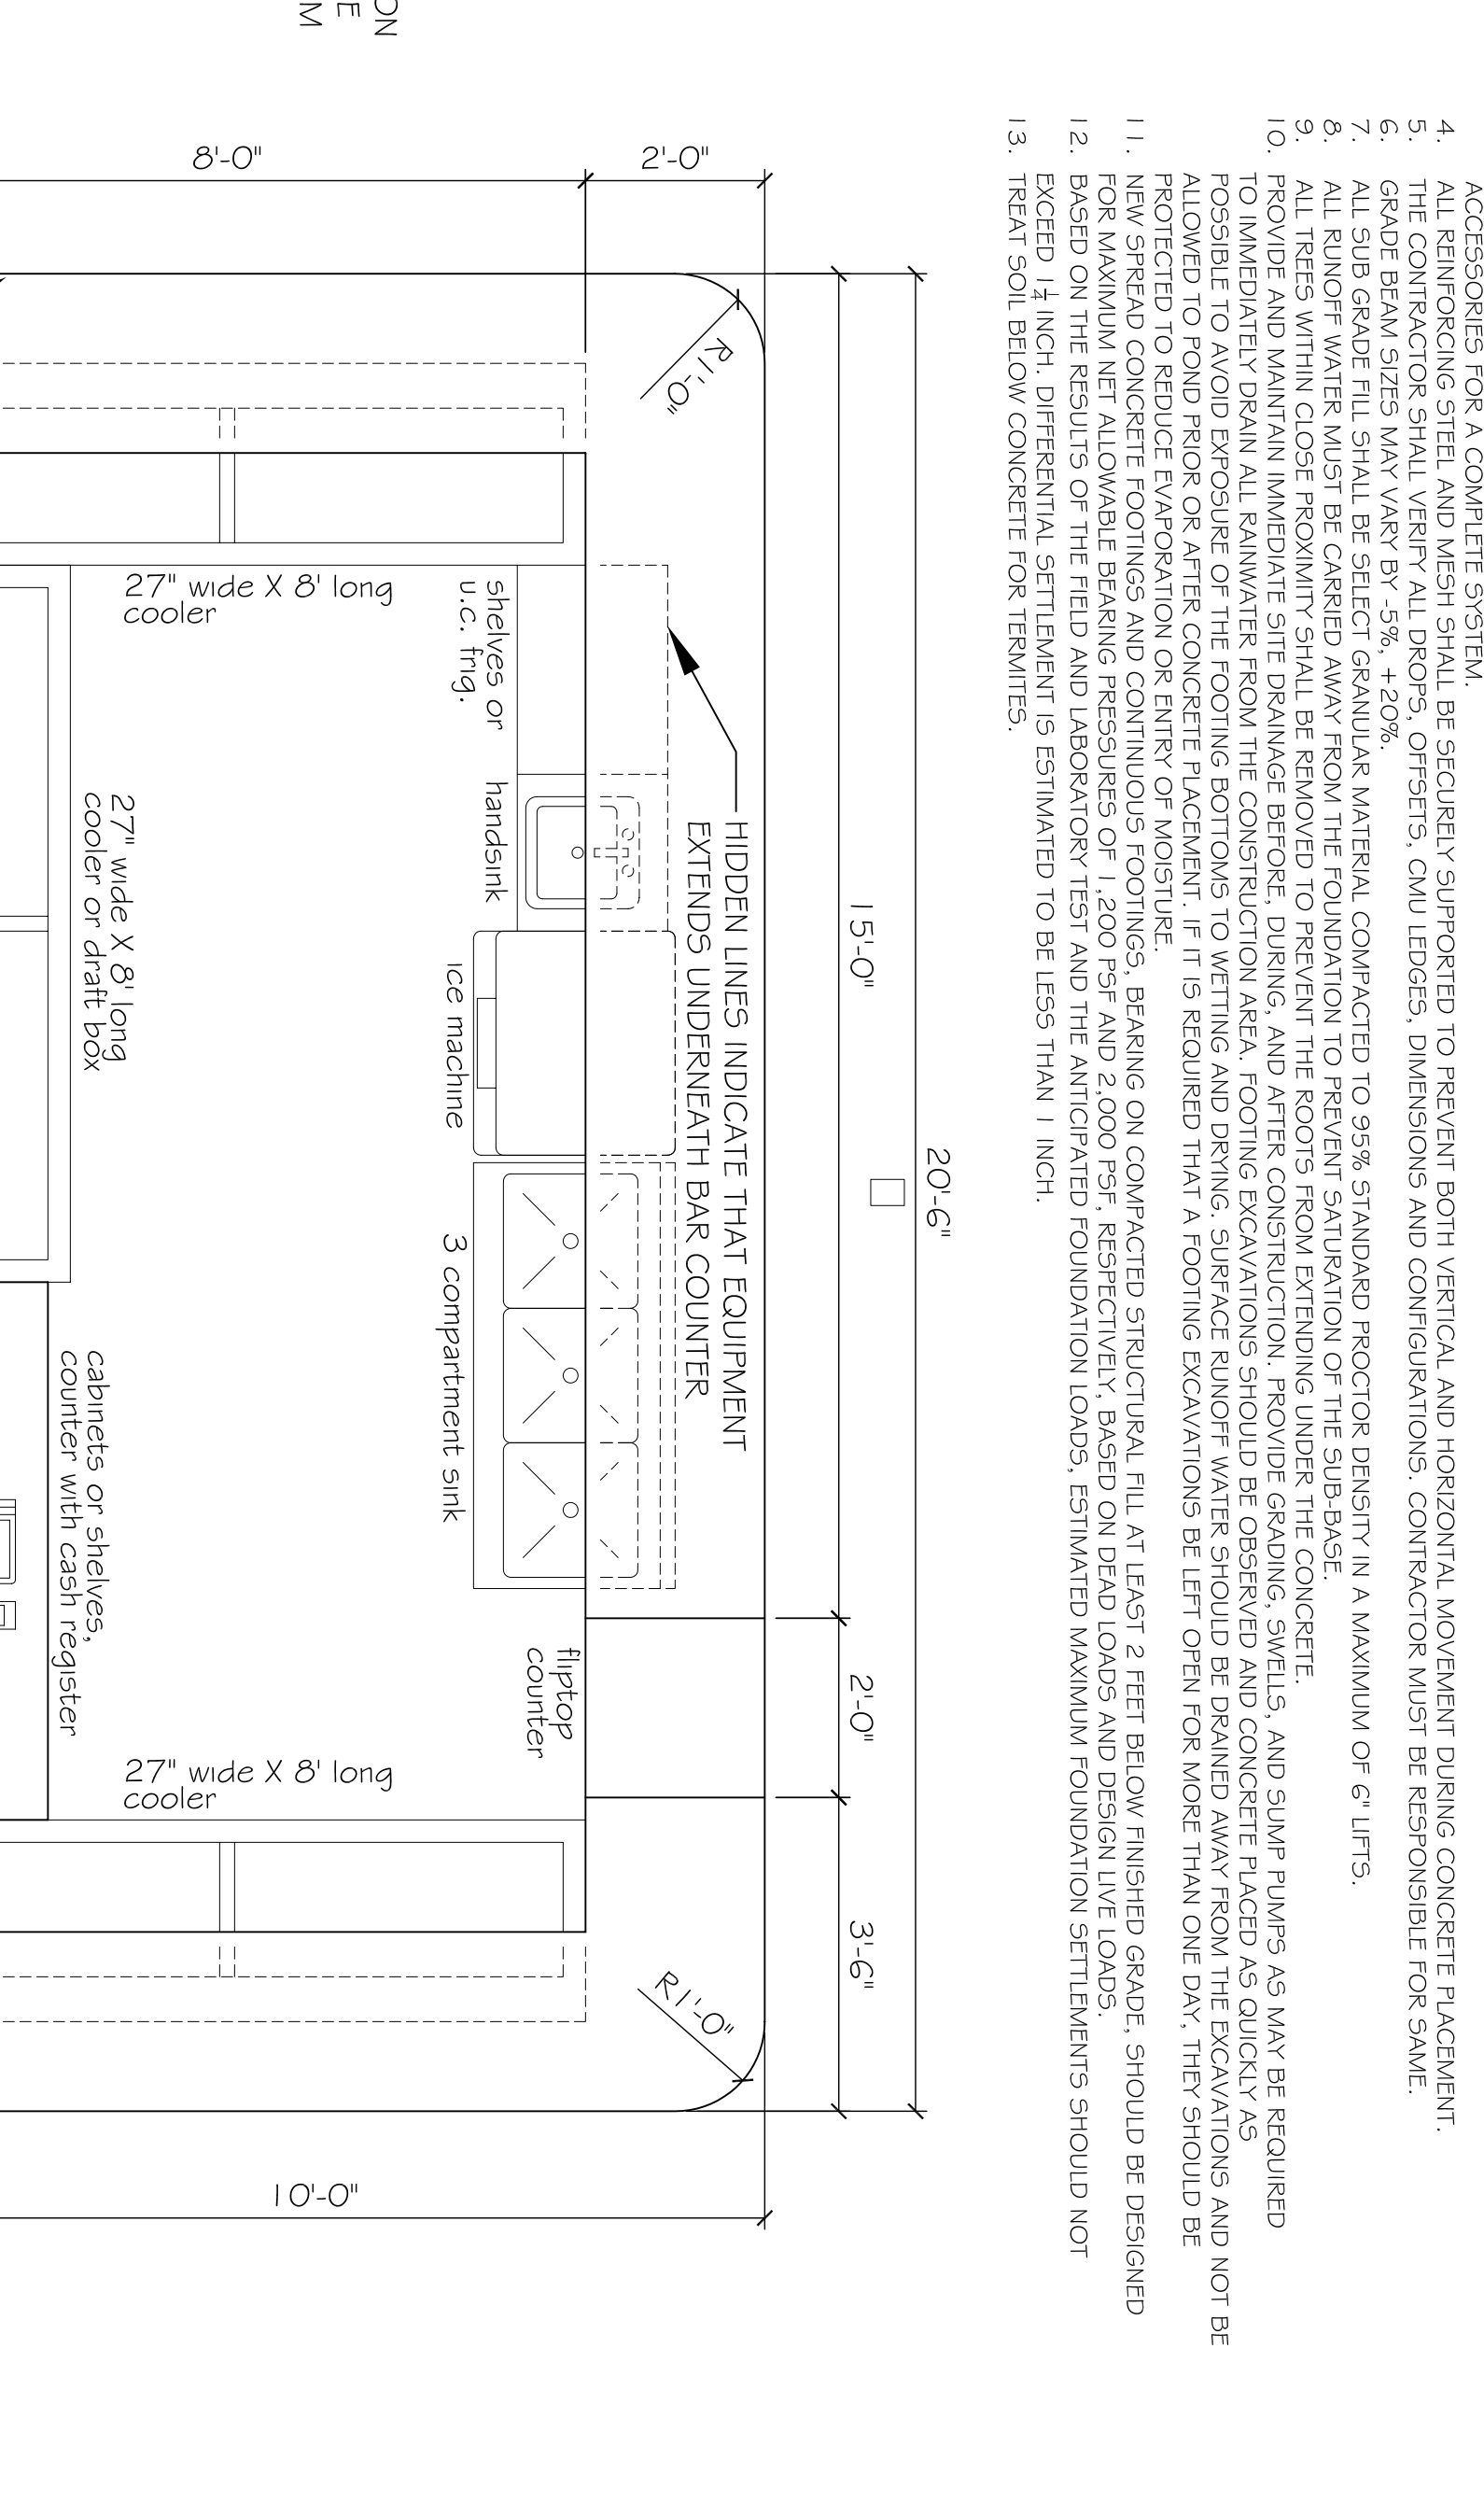 ACCESSORIES FOR A COMPLETE SYSTEM.
4. ALL REINFORCING STEEL AND MESH SHALL BE SECURELY SUPPORTED TO PREVENT BOTH VERTICAL AND HORIZONTAL MOVEMENT DURING CONCRETE PLACEMENT.
5. THE CONTRACTOR SHALL VERIFY ALL DROPS, OFFSETS, CMU LEDGES, DIMENSIONS AND CONFIGURATIONS. CONTRACTOR MUST BE RESPONSIBLE FOR SAME.
6. GRADE BEAM SIZES MAY VARY BY -5%, +20%.
7. ALL SUB GRADE FILL SHALL BE SELECT GRANULAR MATERIAL COMPACTED TO 95% STANDARD PROCTOR DENSITY IN A MAXIMUM OF 6" LIFTS.
8. ALL RUNOFF WATER MUST BE CARRIED AWAY FROM THE FOUNDATION TO PREVENT SATURATION OF THE SUB-BASE.
9. ALL TREES WITHIN CLOSE PROXIMITY SHALL BE REMOVED TO PREVENT THE ROOTS FROM EXTENDING UNDER THE CONCRETE.
10. PROVIDE AND MAINTAIN IMMEDIATE SITE DRAINAGE BEFORE, DURING, AND AFTER CONSTRUCTION. PROVIDE GRADING, SWELLS, AND SUMP PUMPS AS MAY BE REQUIRED
TO IMMEDIATELY DRAIN ALL RAINWATER FROM THE CONSTRUCTION AREA. FOOTING EXCAVATIONS SHOULD BE OBSERVED AND CONCRETE PLACED AS QUICKLY AS
POSSIBLE TO AVOID EXPOSURE OF THE FOOTING BOTTOMS TO WETTING AND DRYING. SURFACE RUNOFF WATER SHOULD BE DRAINED AWAY FROM THE EXCAVATIONS AND NOT BE
ALLOWED TO POND PRIOR OR AFTER CONCRETE PLACEMENT. IF IT IS REQUIRED THAT A FOOTING EXCAVATIONS BE LEFT OPEN FOR MORE THAN ONE DAY, THEY SHOULD BE
PROTECTED TO REDUCE EVAPORATION OR ENTRY OF MOISTURE.
11. NEW SPREAD CONCRETE FOOTINGS AND CONTINUOUS FOOTINGS, BEARING ON COMPACTED STRUCTURAL FILL AT LEAST 2 FEET BELOW FINISHED GRADE, SHOULD BE DESIGNED
FOR MAXIMUM NET ALLOWABLE BEARING PRESSURES OF 1,200 PSF AND 2,000 PSF, RESPECTIVELY, BASED ON DEAD LOADS AND DESIGN LIVE LOADS.
12. BASED ON THE RESULTS OF THE FIELD AND LABORATORY TEST AND THE ANTICIPATED FOUNDATION LOADS, ESTIMATED MAXIMUM FOUNDATION SETTLEMENTS SHOULD NOT
EXCEED 1 1/4 INCH. DIFFERENTIAL SETTLEMENT IS ESTIMATED TO BE LESS THAN 1 INCH.
13. TREAT SOIL BELOW CONCRETE FOR TERMITES.
20'-6"
15'-0"
2'-0"
3'-6"
2'-0"
8'-0"
10'-0"
R1'-0"
R1'-0"
HIDDEN LINES INDICATE THAT EQUIPMENT
EXTENDS UNDERNEATH BAR COUNTER
shelves or
u.c. frig.
handsink
ice machine
3 compartment sink
fliptop
counter
27" wide X 8' long
cooler
27" wide X 8' long
cooler or draft box
cabinets or shelves,
counter with cash register
27" wide X 8' long
cooler
ON
E
M